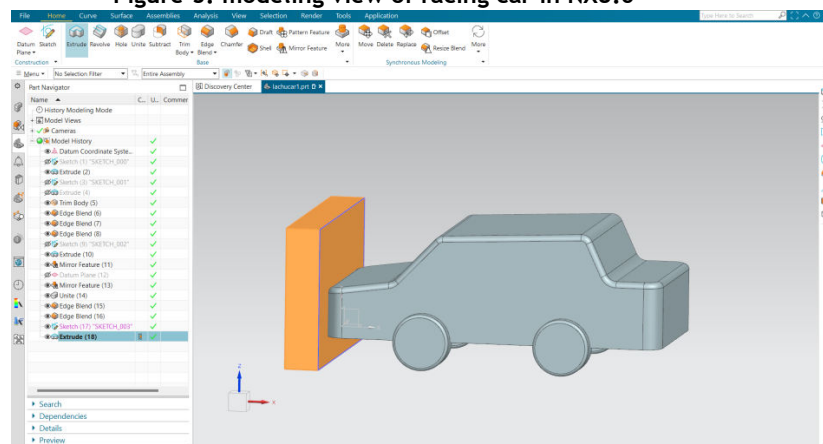 Figure 3: modeling view of racing car in NX8.0
File Home Curve Surface Assemblies Analysis View Selection Render Tools Application
Type Here to Search
Datum Plane Sketch Extrude Revolve Hole Unite Subtract Trim Body Edge Blend Chamfer Draft Shell Pattern Feature Mirror Feature More Move Delete Replace Offset Resize Blend More
Construction Base Synchronous Modeling
Menu No Selection Filter Entire Assembly
Part Navigator
Discovery Center
lachucar1.prt
Name C... U... Commer
History Modeling Mode
Model Views
Cameras
Model History
Datum Coordinate Syste...
Sketch (1) "SKETCH_000"
Extrude (2)
Sketch (3) "SKETCH_001"
Extrude (4)
Trim Body (5)
Edge Blend (6)
Edge Blend (7)
Edge Blend (8)
Sketch (9) "SKETCH_002"
Extrude (10)
Mirror Feature (11)
Datum Plane (12)
Mirror Feature (13)
Unite (14)
Edge Blend (15)
Edge Blend (16)
Sketch (17) "SKETCH_003"
Extrude (18)
Z
X
Search
Dependencies
Details
Preview